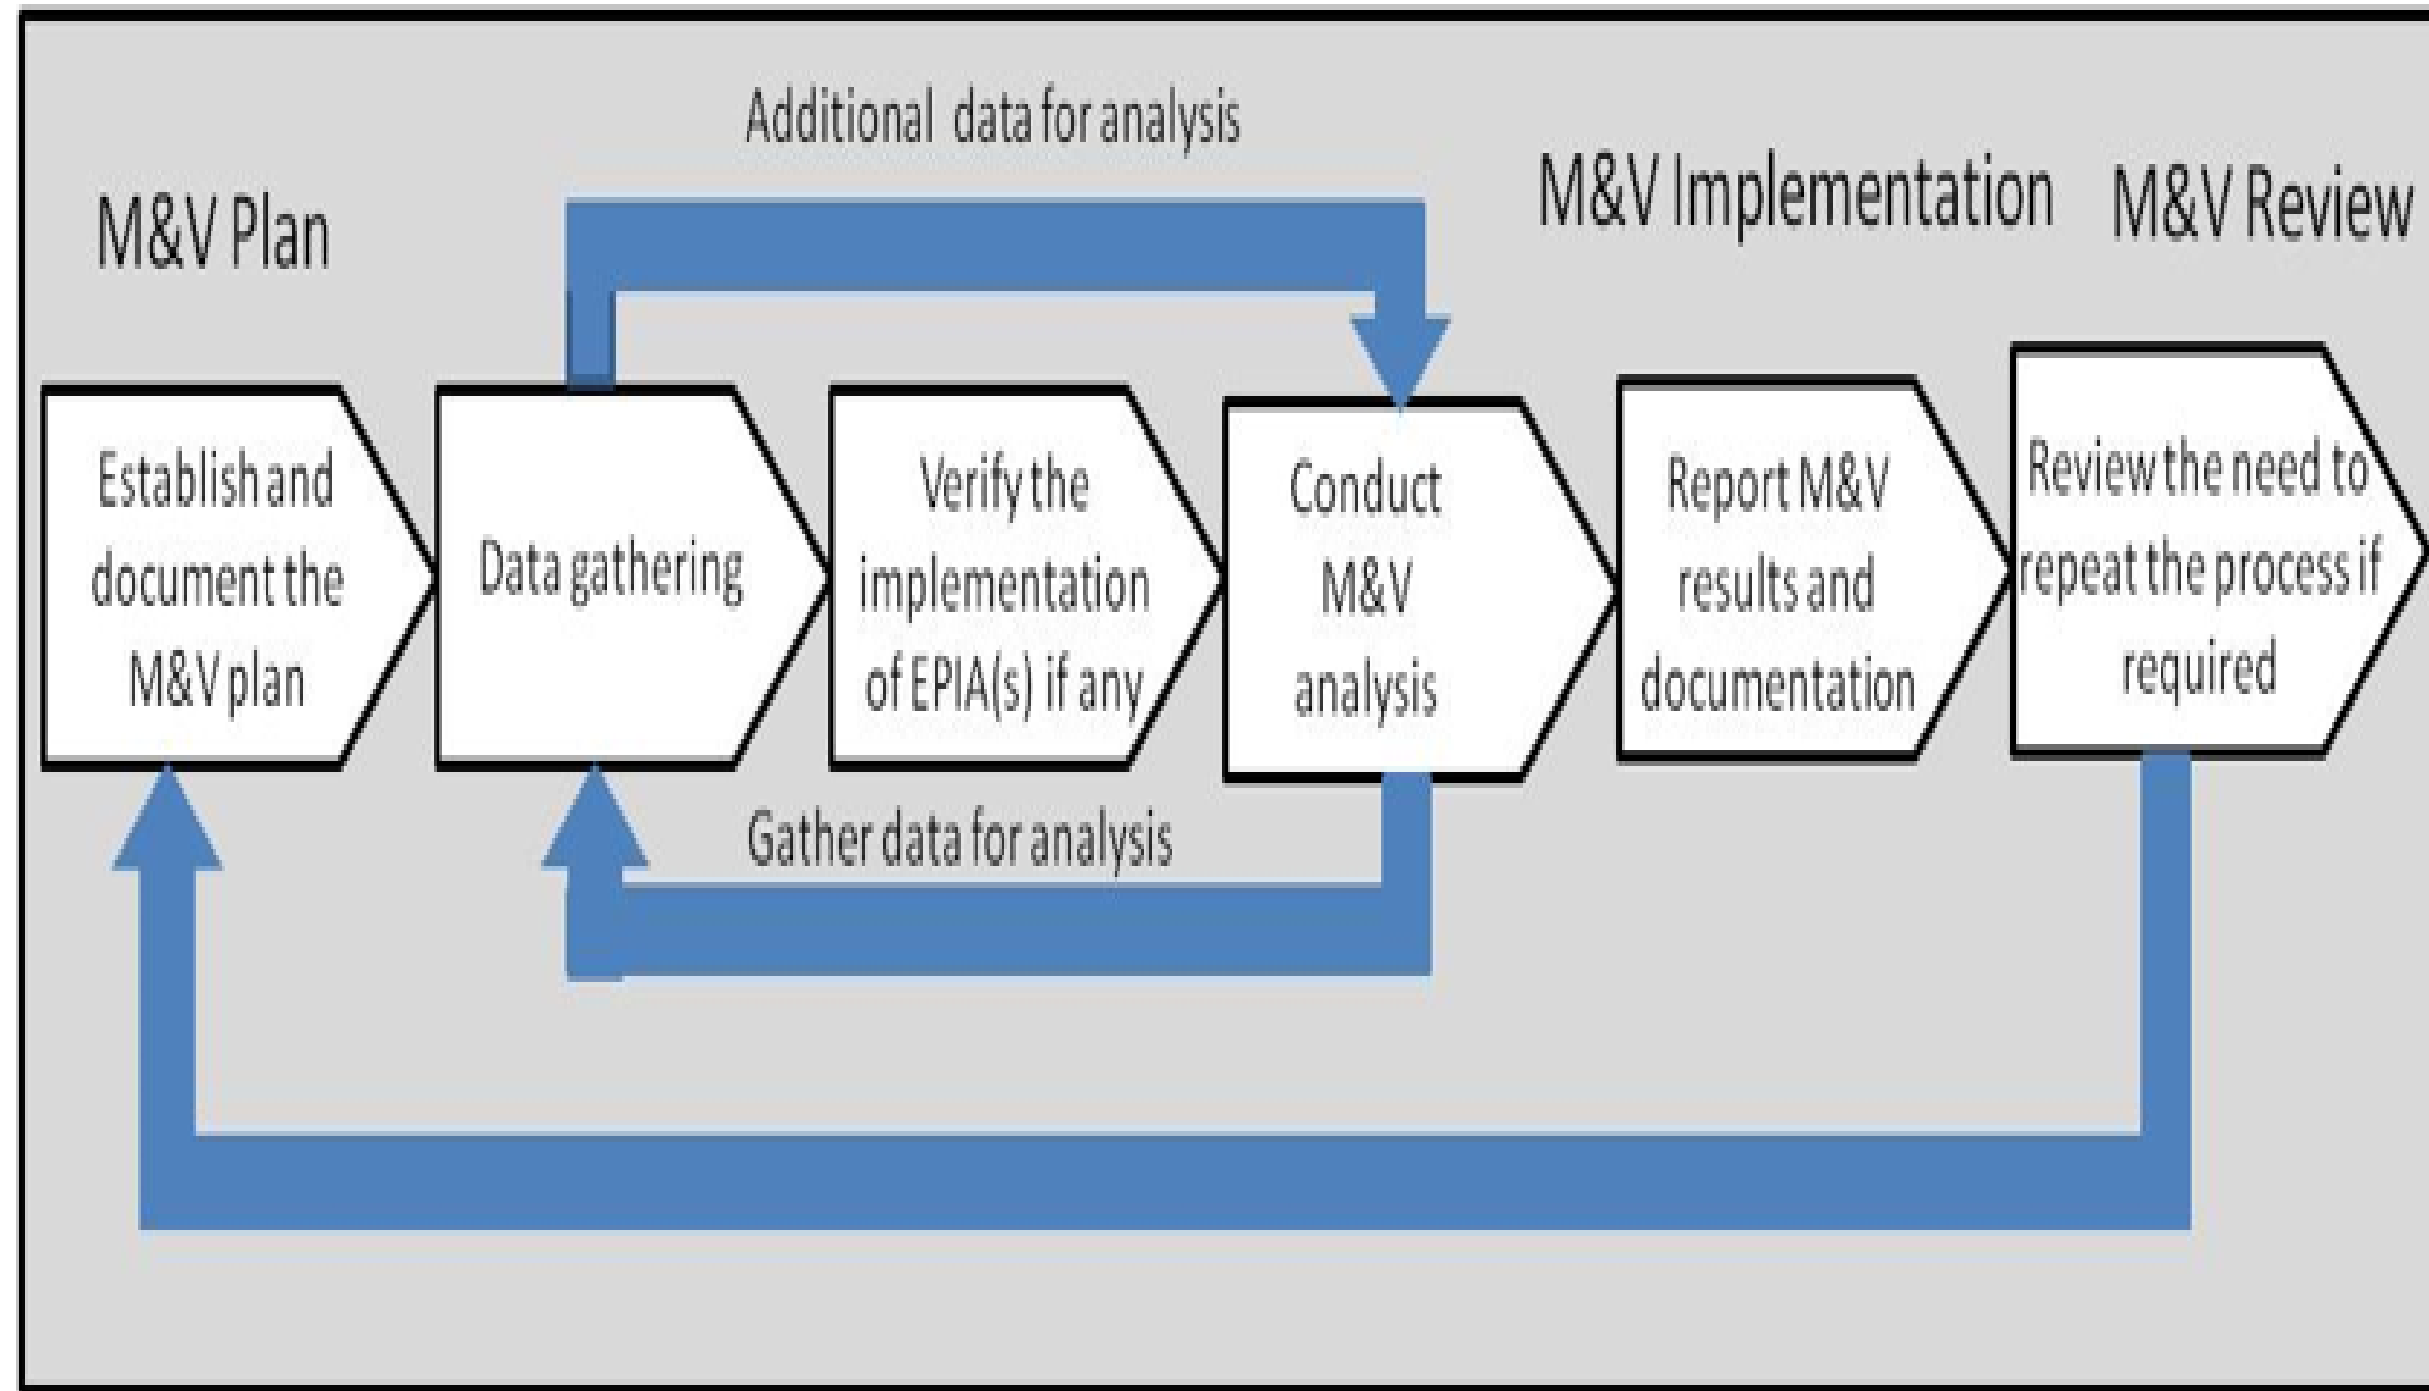 Additional data for analysis
M&V Plan
M&V Implementation
M&V Review
Establish and
document the
M&V plan
Data gathering
Verify the
implementation
of EPIA(s) if any
Conduct
M&V
analysis
Report M&V
results and
documentation
Review the need to
repeat the process if
required
Gather data for analysis